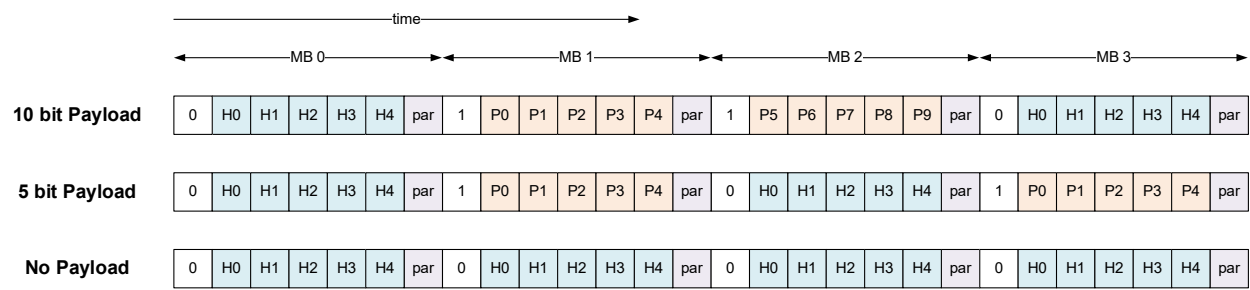 time
MB 0 MB 1 MB 2 MB 3
10 bit Payload 0 H0 H1 H2 H3 H4 par 1 P0 P1 P2 P3 P4 par 1 P5 P6 P7 P8 P9 par 0 H0 H1 H2 H3 H4 par
5 bit Payload 0 H0 H1 H2 H3 H4 par 1 P0 P1 P2 P3 P4 par 0 H0 H1 H2 H3 H4 par 1 P0 P1 P2 P3 P4 par
No Payload 0 H0 H1 H2 H3 H4 par 0 H0 H1 H2 H3 H4 par 0 H0 H1 H2 H3 H4 par 0 H0 H1 H2 H3 H4 par